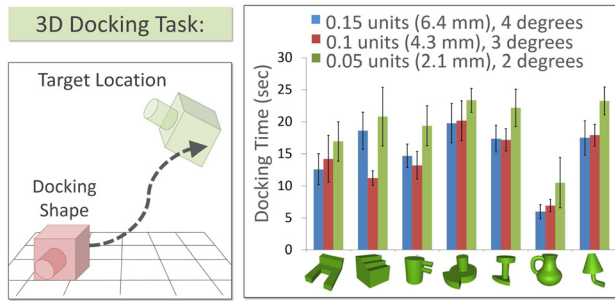 3D Docking Task:
Target Location
Docking
Shape
0.15 units (6.4 mm), 4 degrees
0.1 units (4.3 mm), 3 degrees
0.05 units (2.1 mm), 2 degrees
Docking Time (sec)
30
25
20
15
10
5
0